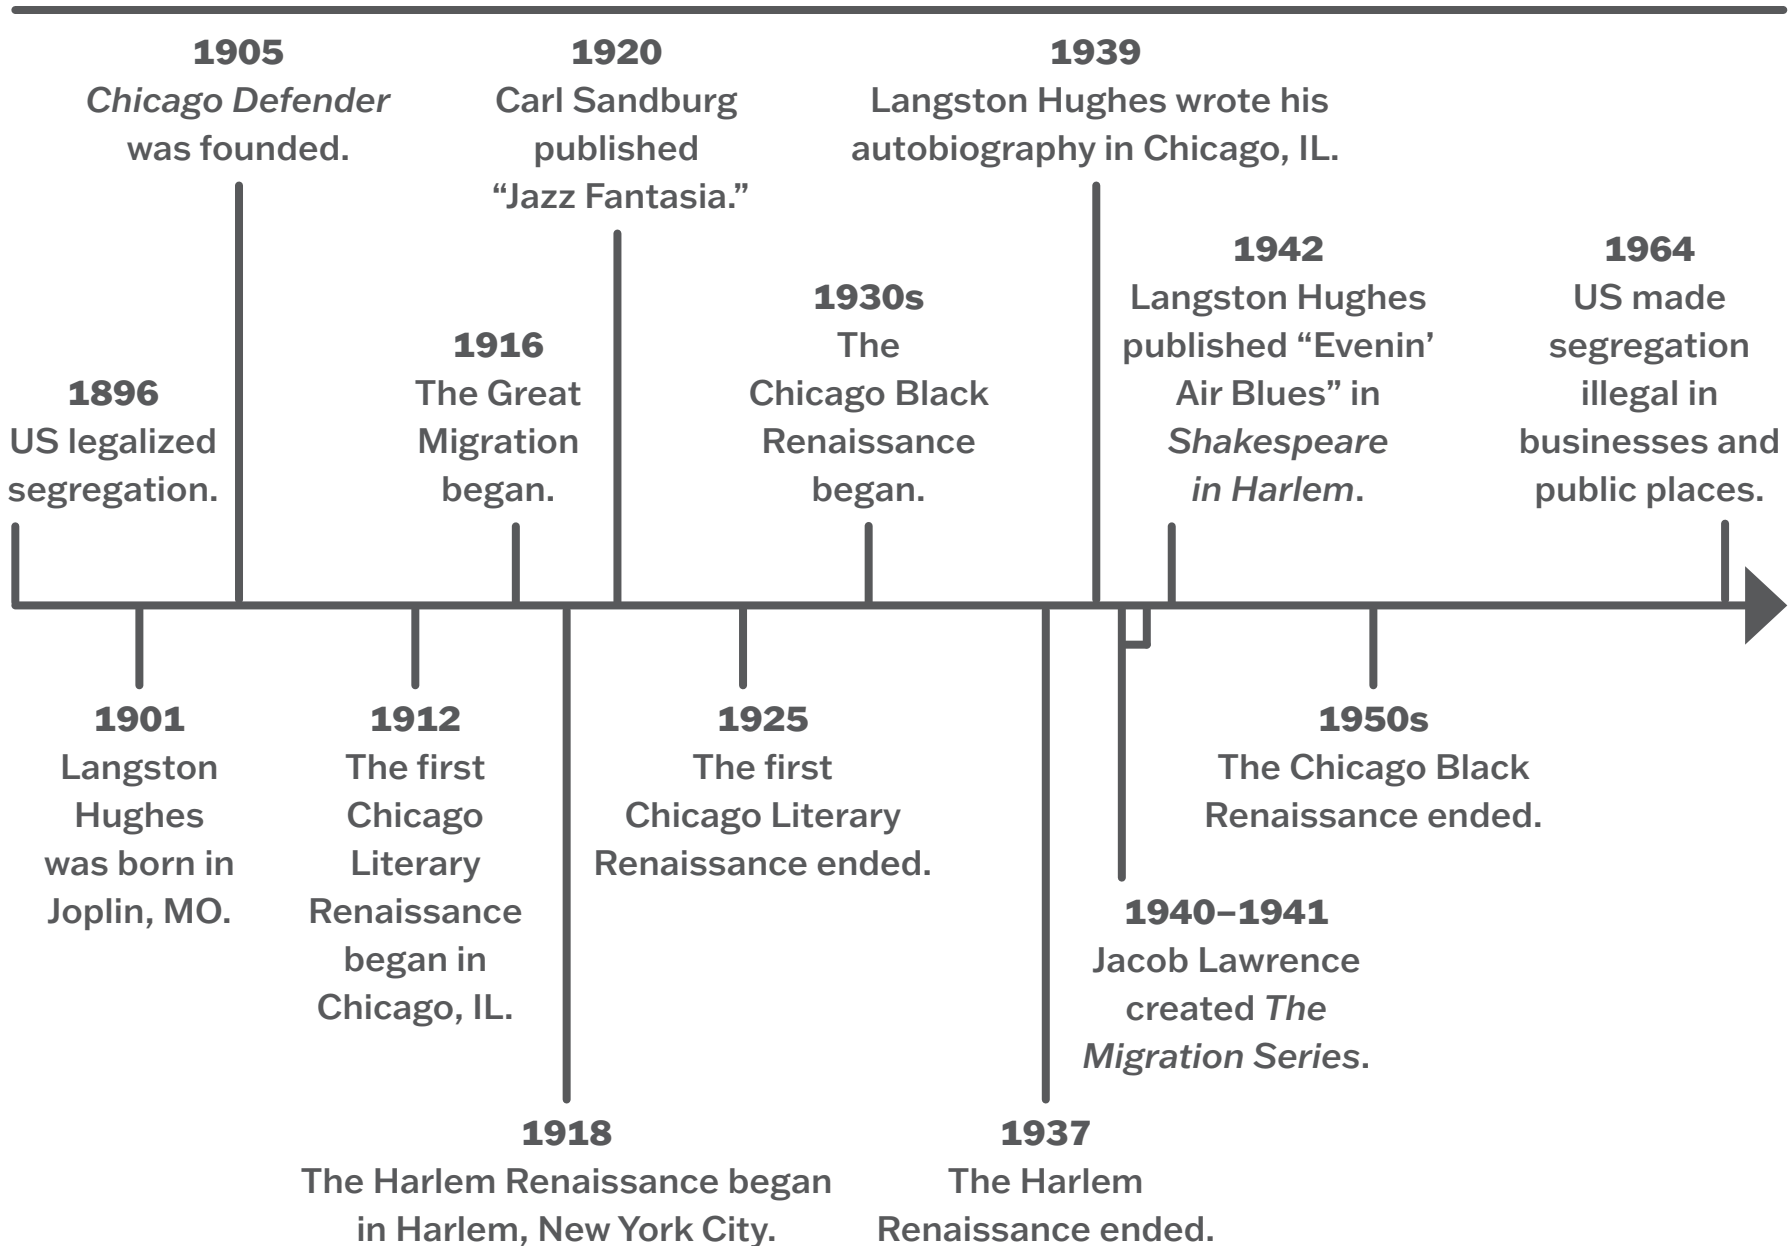 1905
Chicago Defender
was founded.
1920
Carl Sandburg
published
“Jazz Fantasia.”
1939
Langston Hughes wrote his
autobiography in Chicago, IL.
1896
US legalized
segregation.
1916
The Great
Migration
began.
1930s
The
Chicago Black
Renaissance
began.
1942
Langston Hughes
published “Evenin’
Air Blues” in
Shakespeare
in Harlem.
1964
US made
segregation
illegal in
businesses and
public places.
1901
Langston
Hughes
was born in
Joplin, MO.
1912
The first
Chicago
Literary
Renaissance
began in
Chicago, IL.
1925
The first
Chicago Literary
Renaissance ended.
1950s
The Chicago Black
Renaissance ended.
1940–1941
Jacob Lawrence
created The
Migration Series.
1918
The Harlem Renaissance began
in Harlem, New York City.
1937
The Harlem
Renaissance ended.